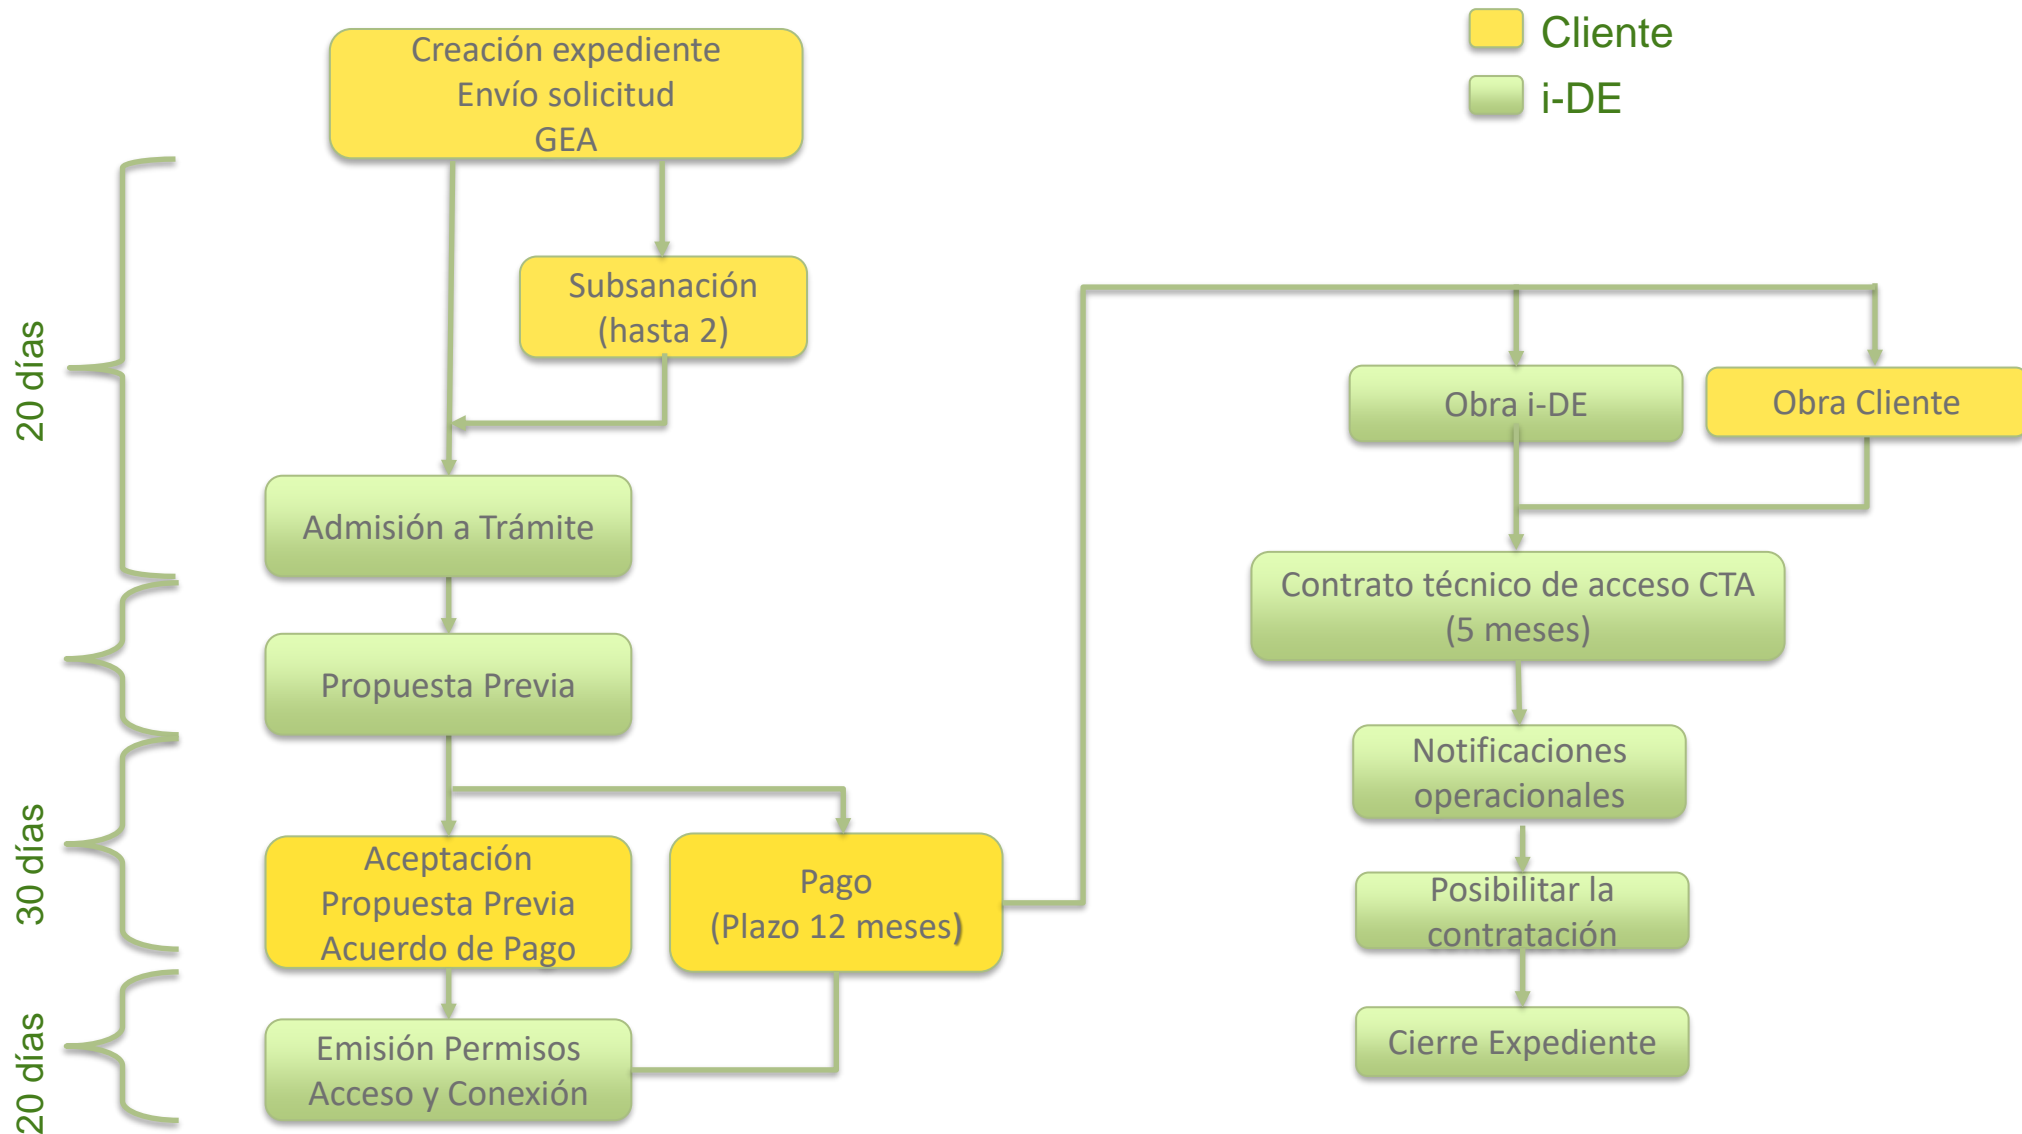 Cliente
i-DE
Creación expediente
Envío solicitud
GEA
20 días
Subsanación
(hasta 2)
Admisión a Trámite
Propuesta Previa
30 días
Aceptación
Propuesta Previa
Acuerdo de Pago
Pago
(Plazo 12 meses)
20 días
Emisión Permisos
Acceso y Conexión
Obra i-DE
Obra Cliente
Contrato técnico de acceso CTA
(5 meses)
Notificaciones
operacionales
Posibilitar la
contratación
Cierre Expediente